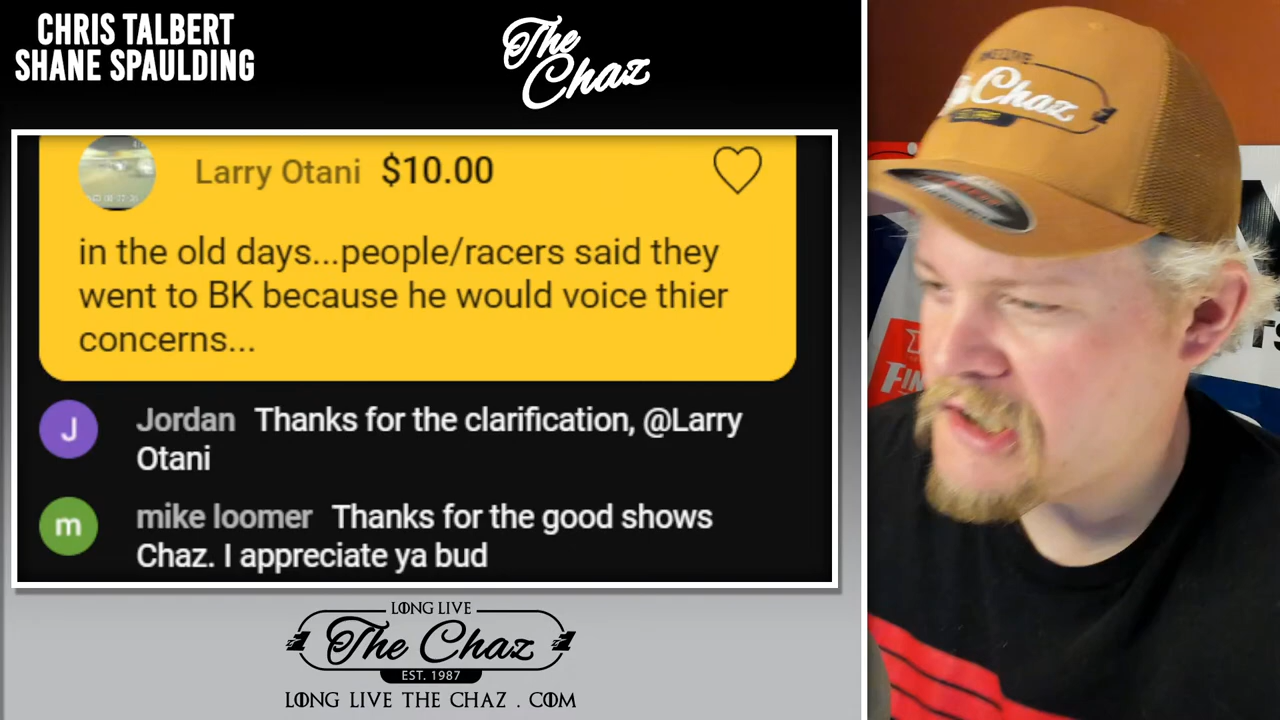 CHRIS TALBERT
SHANE SPAULDING
The
Chaz
Larry Otani $10.00
in the old days...people/racers said they
went to BK because he would voice thier
concerns...
J
Jordan Thanks for the clarification, @Larry
Otani
m
mike loomer Thanks for the good shows
Chaz. I appreciate ya bud
LONG LIVE
The Chaz
EST. 1987
LONG LIVE THE CHAZ . COM
Chaz
FIN